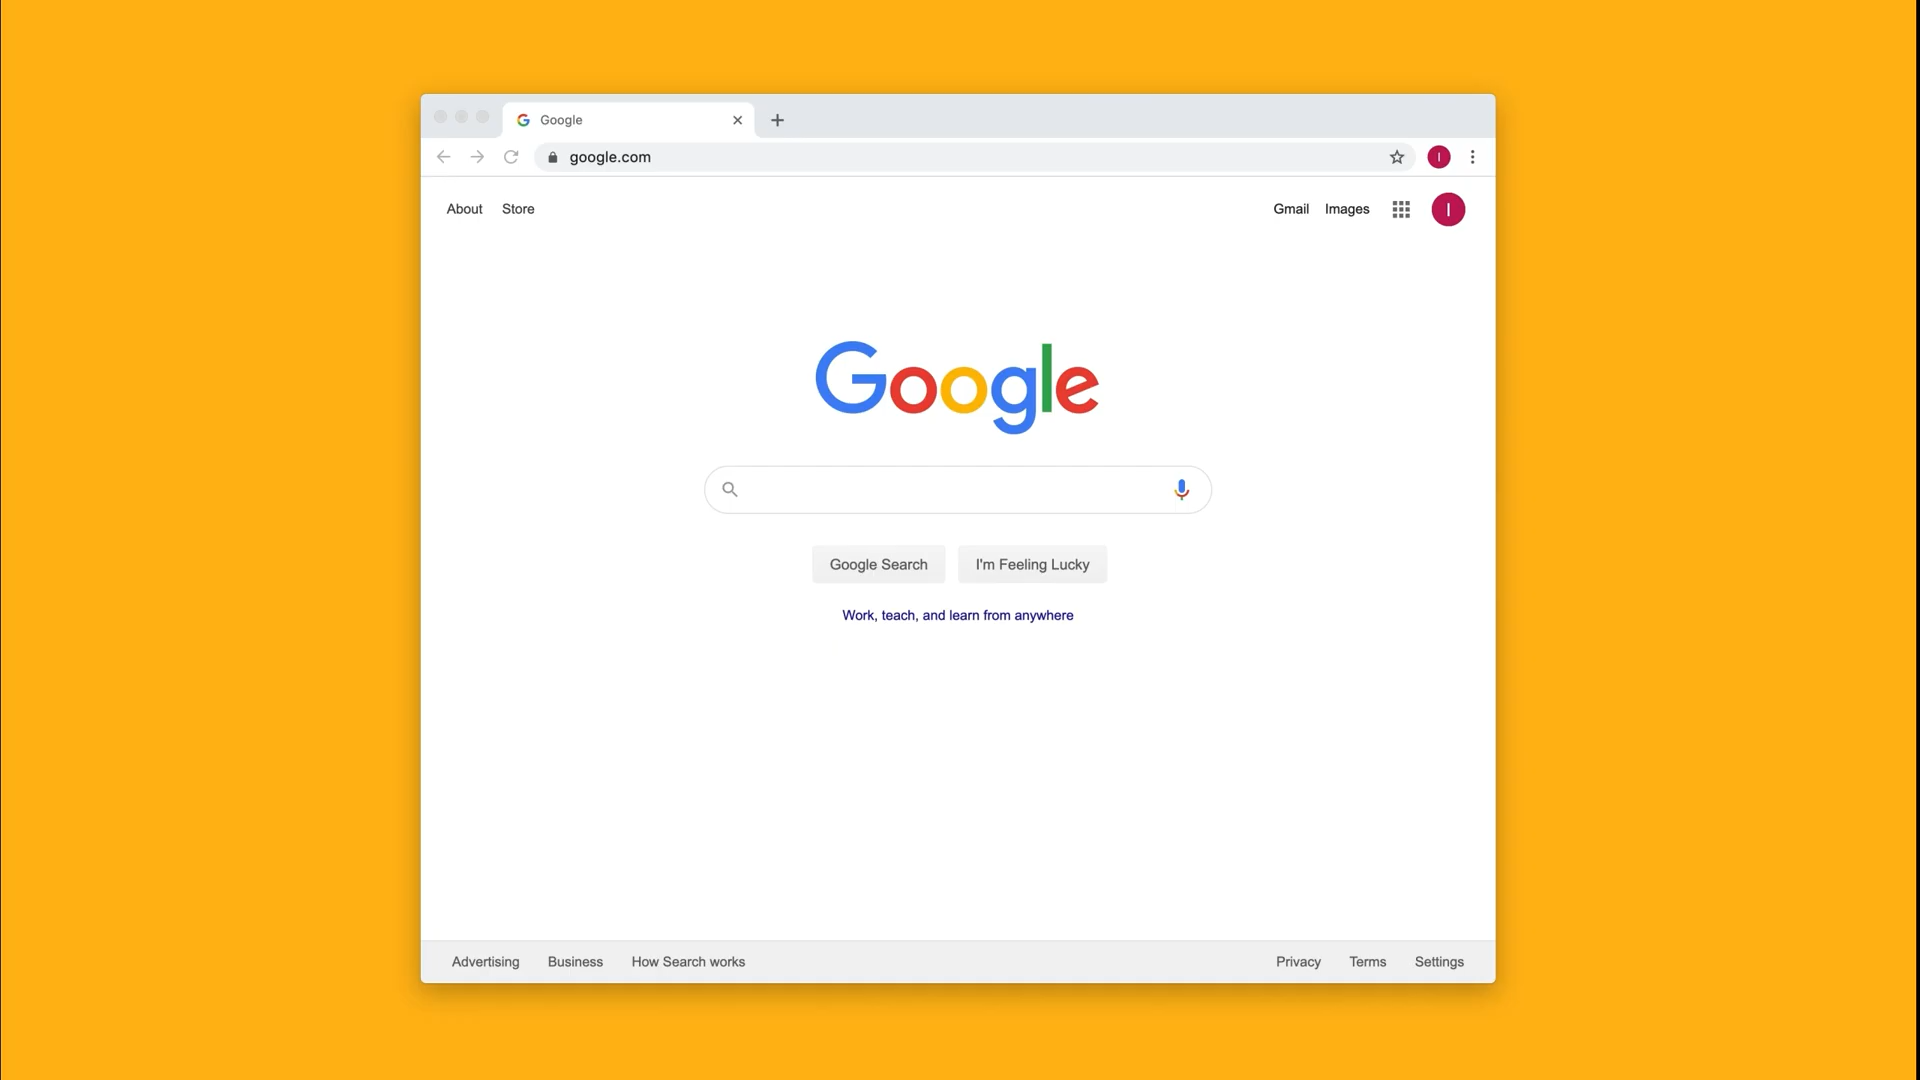 Google
google.com
I
About Store
Gmail Images
I
Google
Google Search I'm Feeling Lucky
Work, teach, and learn from anywhere
Advertising Business How Search works
Privacy Terms Settings